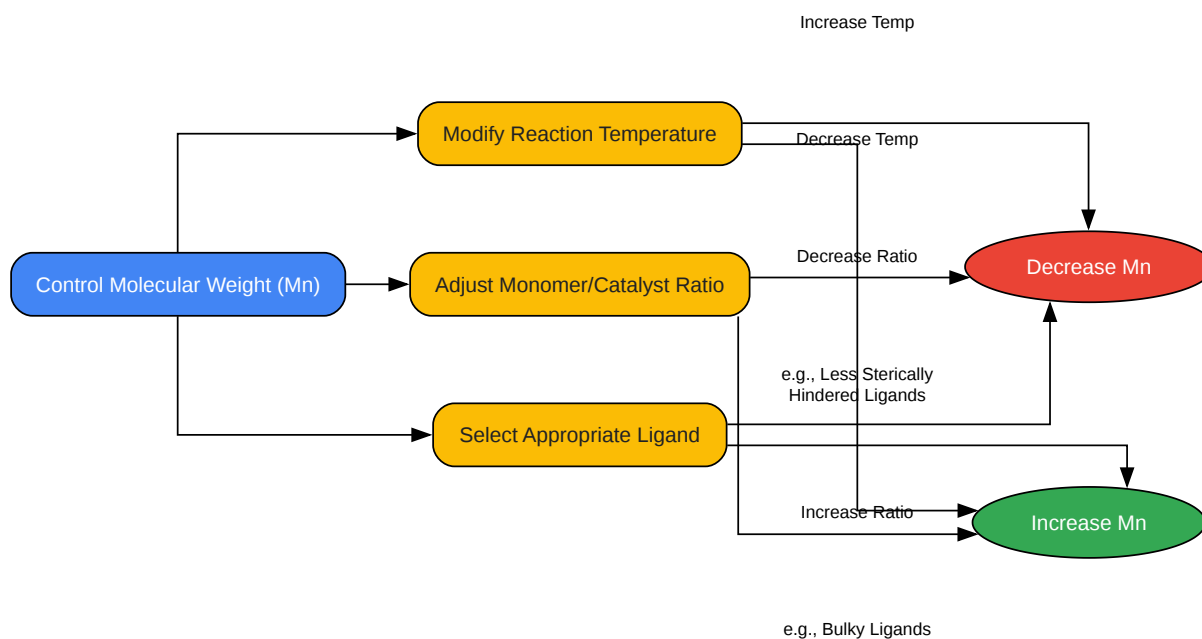 Increase Temp
Modify Reaction Temperature
Decrease Temp
Decrease Ratio
Decrease Mn
Control Molecular Weight (Mn)
Adjust Monomer/Catalyst Ratio
e.g., Less Sterically
Hindered Ligands
Select Appropriate Ligand
Increase Ratio
Increase Mn
e.g., Bulky Ligands